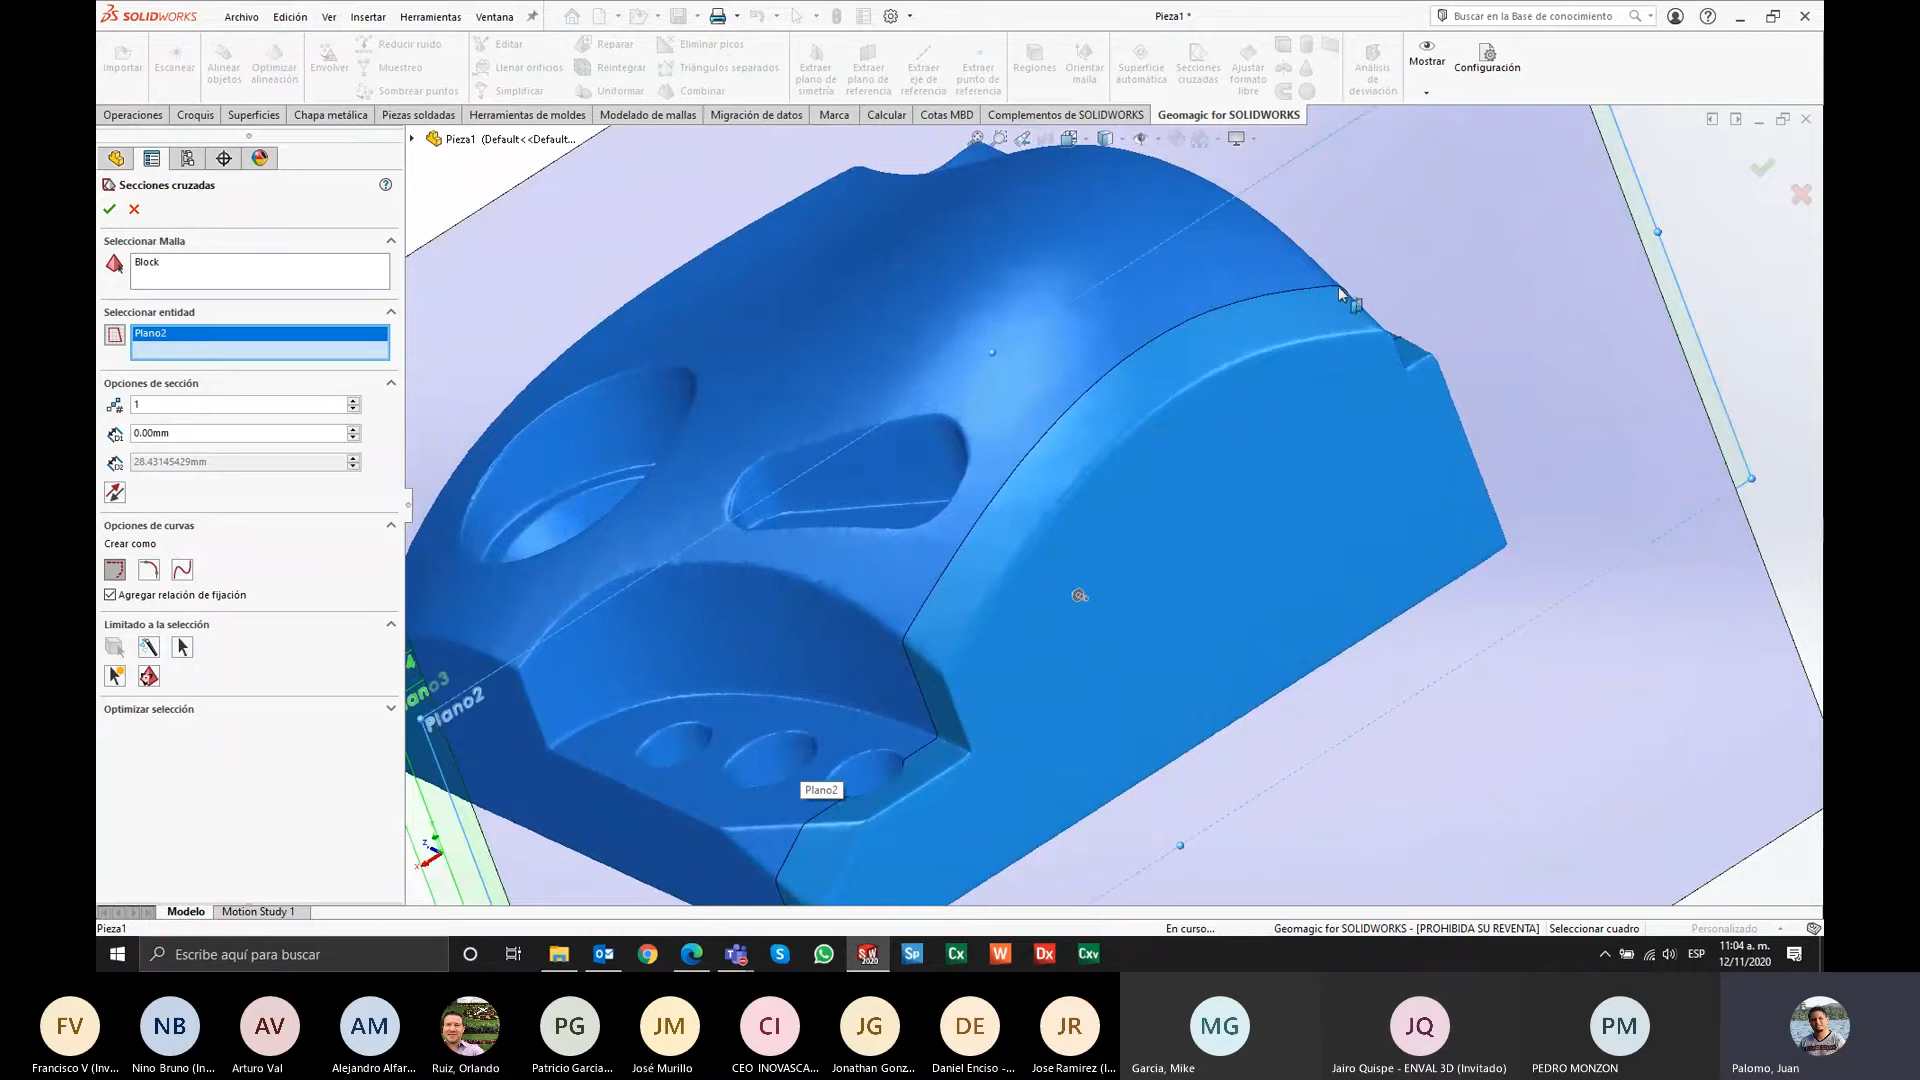 SOLIDWORKS Archivo Edición Ver Insertar Herramientas Ventana Pieza1 * Buscar en la Base de conocimiento
Importar Escanear Alinear objetos Optimizar alineación Envolver Reducir ruido Muestreo Sombrear puntos Editar Llenar orificios Simplificar Reparar Reintegrar Uniformar Eliminar picos Triángulos separados Combinar
Extraer plano de simetría Extraer plano de referencia Extraer eje de referencia Extraer punto de referencia Regiones Orientar malla Superficie automática Secciones cruzadas Ajustar formato libre Análisis de desviación Mostrar Configuración
Operaciones Croquis Superficies Chapa metálica Piezas soldadas Herramientas de moldes Modelado de mallas Migración de datos Marca Calcular Cotas MBD Complementos de SOLIDWORKS Geomagic for SOLIDWORKS
Pieza1 (Default<<Default...
Secciones cruzadas
Seleccionar Malla
Block
Seleccionar entidad
Plano2
Opciones de sección
1
D1 0.00mm
D2 28.43145429mm
Opciones de curvas
Crear como
Agregar relación de fijación
Limitado a la selección
Optimizar selección
4
ano3
Plano2
Plano2
z
x
Modelo Motion Study 1
Pieza1 En curso... Geomagic for SOLIDWORKS - [PROHIBIDA SU REVENTA] Seleccionar cuadro Personalizado
Escribe aquí para buscar SW 2020 Sp Cx W Dx Cxv ESP 11:04 a. m.
12/11/2020
FV NB AV AM PG JM CI JG DE JR MG JQ PM
Francisco V (Inv... Nino Bruno (In... Arturo Val Alejandro Alfar... Ruiz, Orlando Patricio Garcia... José Murillo CEO INOVASCA... Jonathan Gonz... Daniel Enciso -... Jose Ramirez (I... Garcia, Mike Jairo Quispe - ENVAL 3D (Invitado) PEDRO MONZON Palomo, Juan